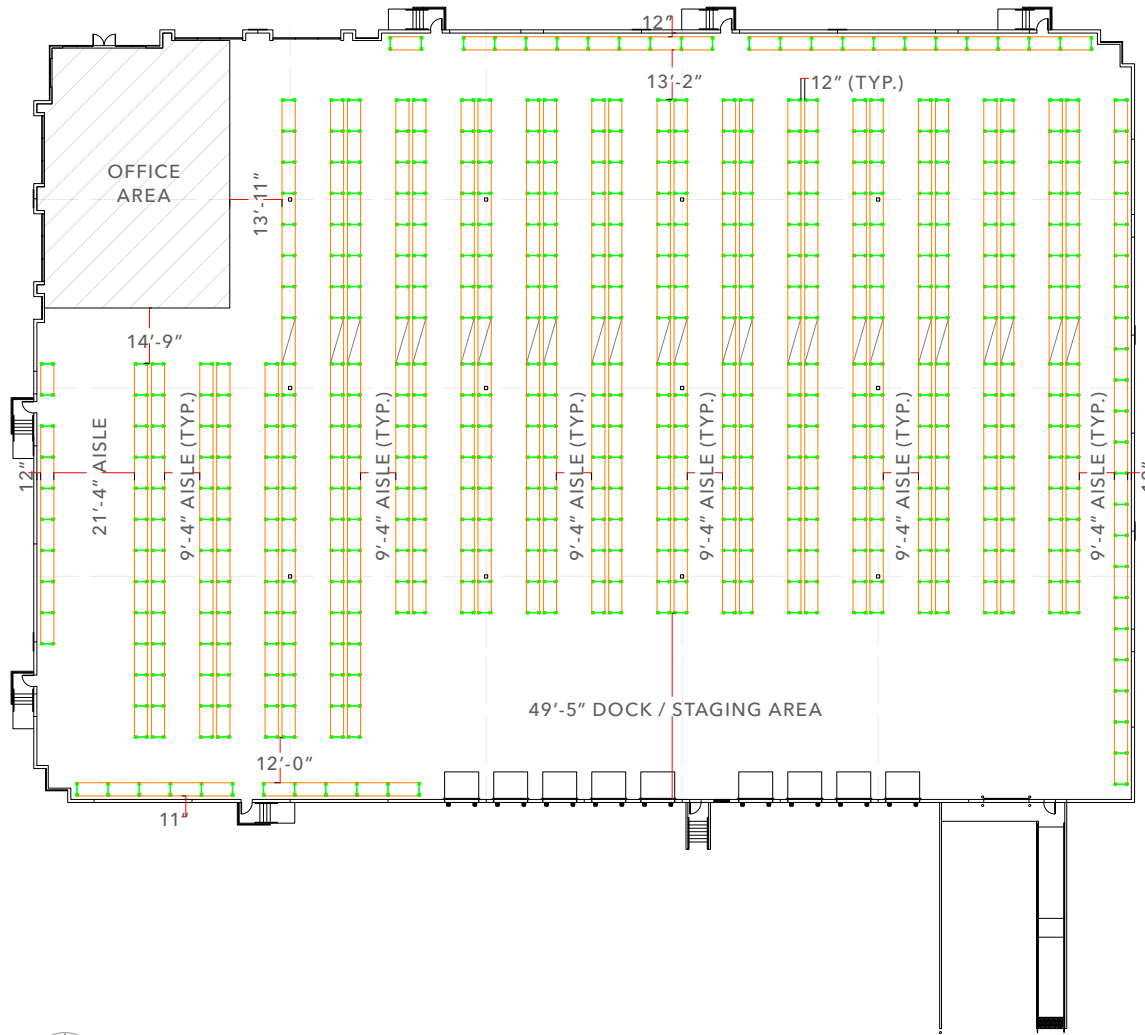 12”
13’-2”
12” (TYP.)
OFFICE
AREA
13’-11”
14’-9”
12”
21’-4” AISLE
9’-4” AISLE (TYP.)
9’-4” AISLE (TYP.)
9’-4” AISLE (TYP.)
9’-4” AISLE (TYP.)
9’-4” AISLE (TYP.)
9’-4” AISLE (TYP.)
49’-5” DOCK / STAGING AREA
12’-0”
11”